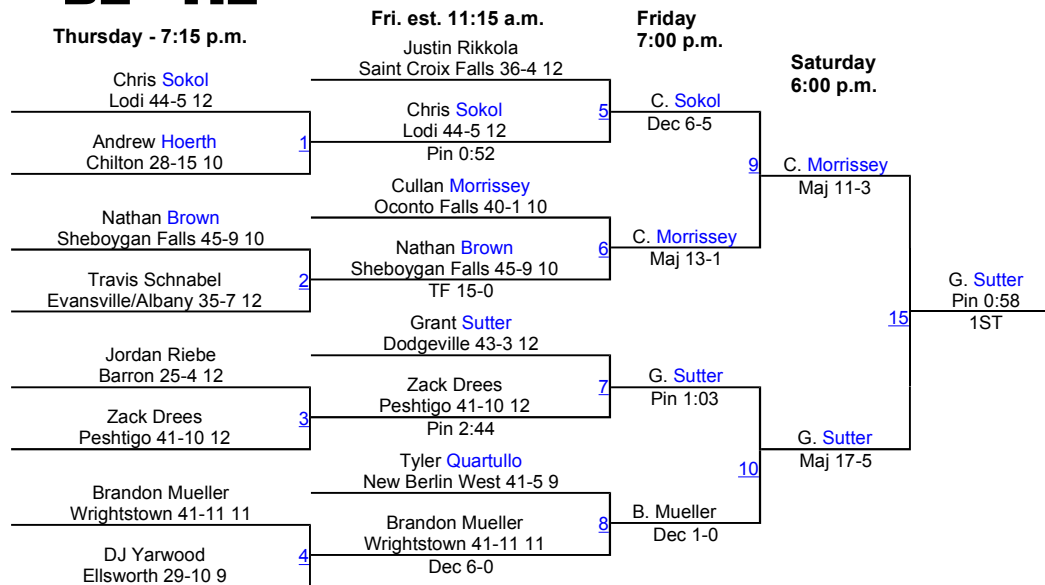 Thursday - 7:15 p.m.
Fri. est. 11:15 a.m.
Friday
7:00 p.m.
Saturday
6:00 p.m.
Chris Sokol
Lodi 44-5 12
Andrew Hoerth
Chilton 28-15 10
1
Nathan Brown
Sheboygan Falls 45-9 10
Travis Schnabel
Evansville/Albany 35-7 12
2
Jordan Riebe
Barron 25-4 12
Zack Drees
Peshtigo 41-10 12
3
Brandon Mueller
Wrightstown 41-11 11
DJ Yarwood
Ellsworth 29-10 9
4
Justin Rikkola
Saint Croix Falls 36-4 12
Chris Sokol
Lodi 44-5 12
Pin 0:52
5
Cullan Morrissey
Oconto Falls 40-1 10
Nathan Brown
Sheboygan Falls 45-9 10
TF 15-0
6
Grant Sutter
Dodgeville 43-3 12
Zack Drees
Peshtigo 41-10 12
Pin 2:44
7
Tyler Quartullo
New Berlin West 41-5 9
Brandon Mueller
Wrightstown 41-11 11
Dec 6-0
8
C. Sokol
Dec 6-5
C. Morrissey
Maj 13-1
9
G. Sutter
Pin 1:03
B. Mueller
Dec 1-0
10
C. Morrissey
Maj 11-3
G. Sutter
Maj 17-5
15
G. Sutter
Pin 0:58
1ST